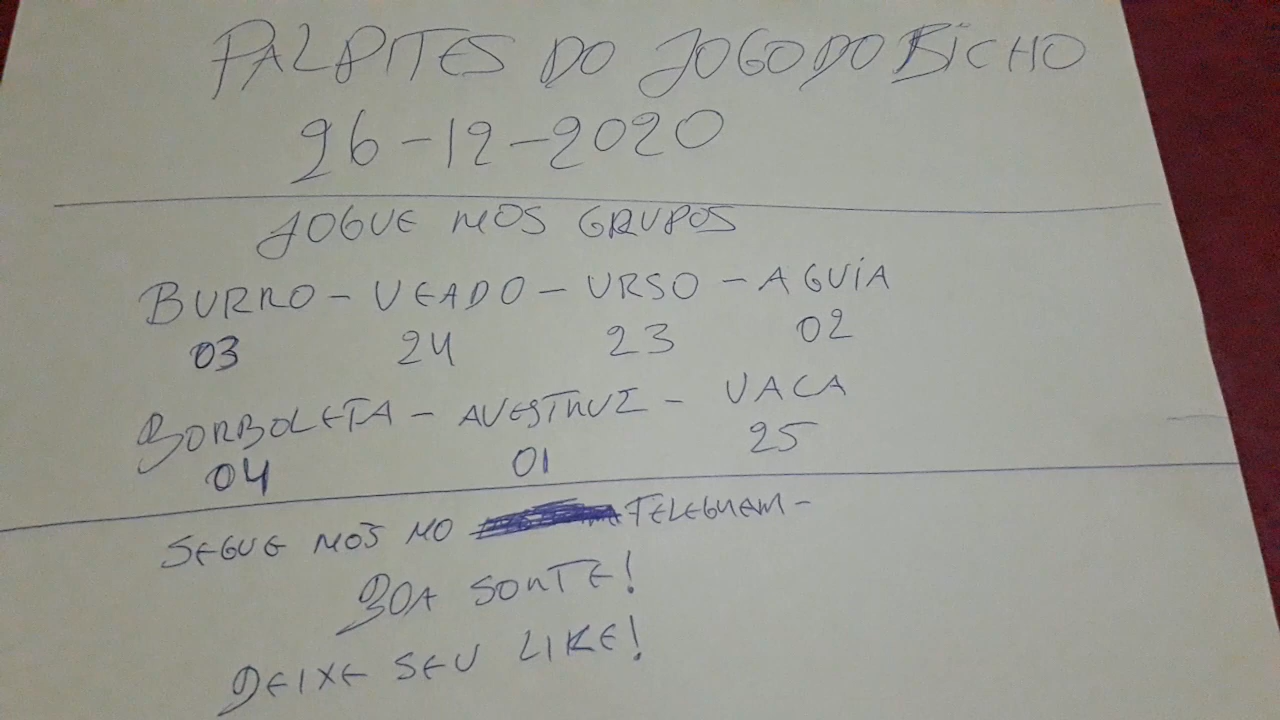 PALPITES DO JOGO DO BICHO
26-12-2020
JOGUE NOS GRUPOS
BURRO - VEADO - URSO - AGUIA
03 24 23 02
BORBOLETA - AVESTRUZ - VACA
04 01 25
SEGUE NOS NO TELEGRAM-
BOA SORTE!
DEIXE SEU LIKE!